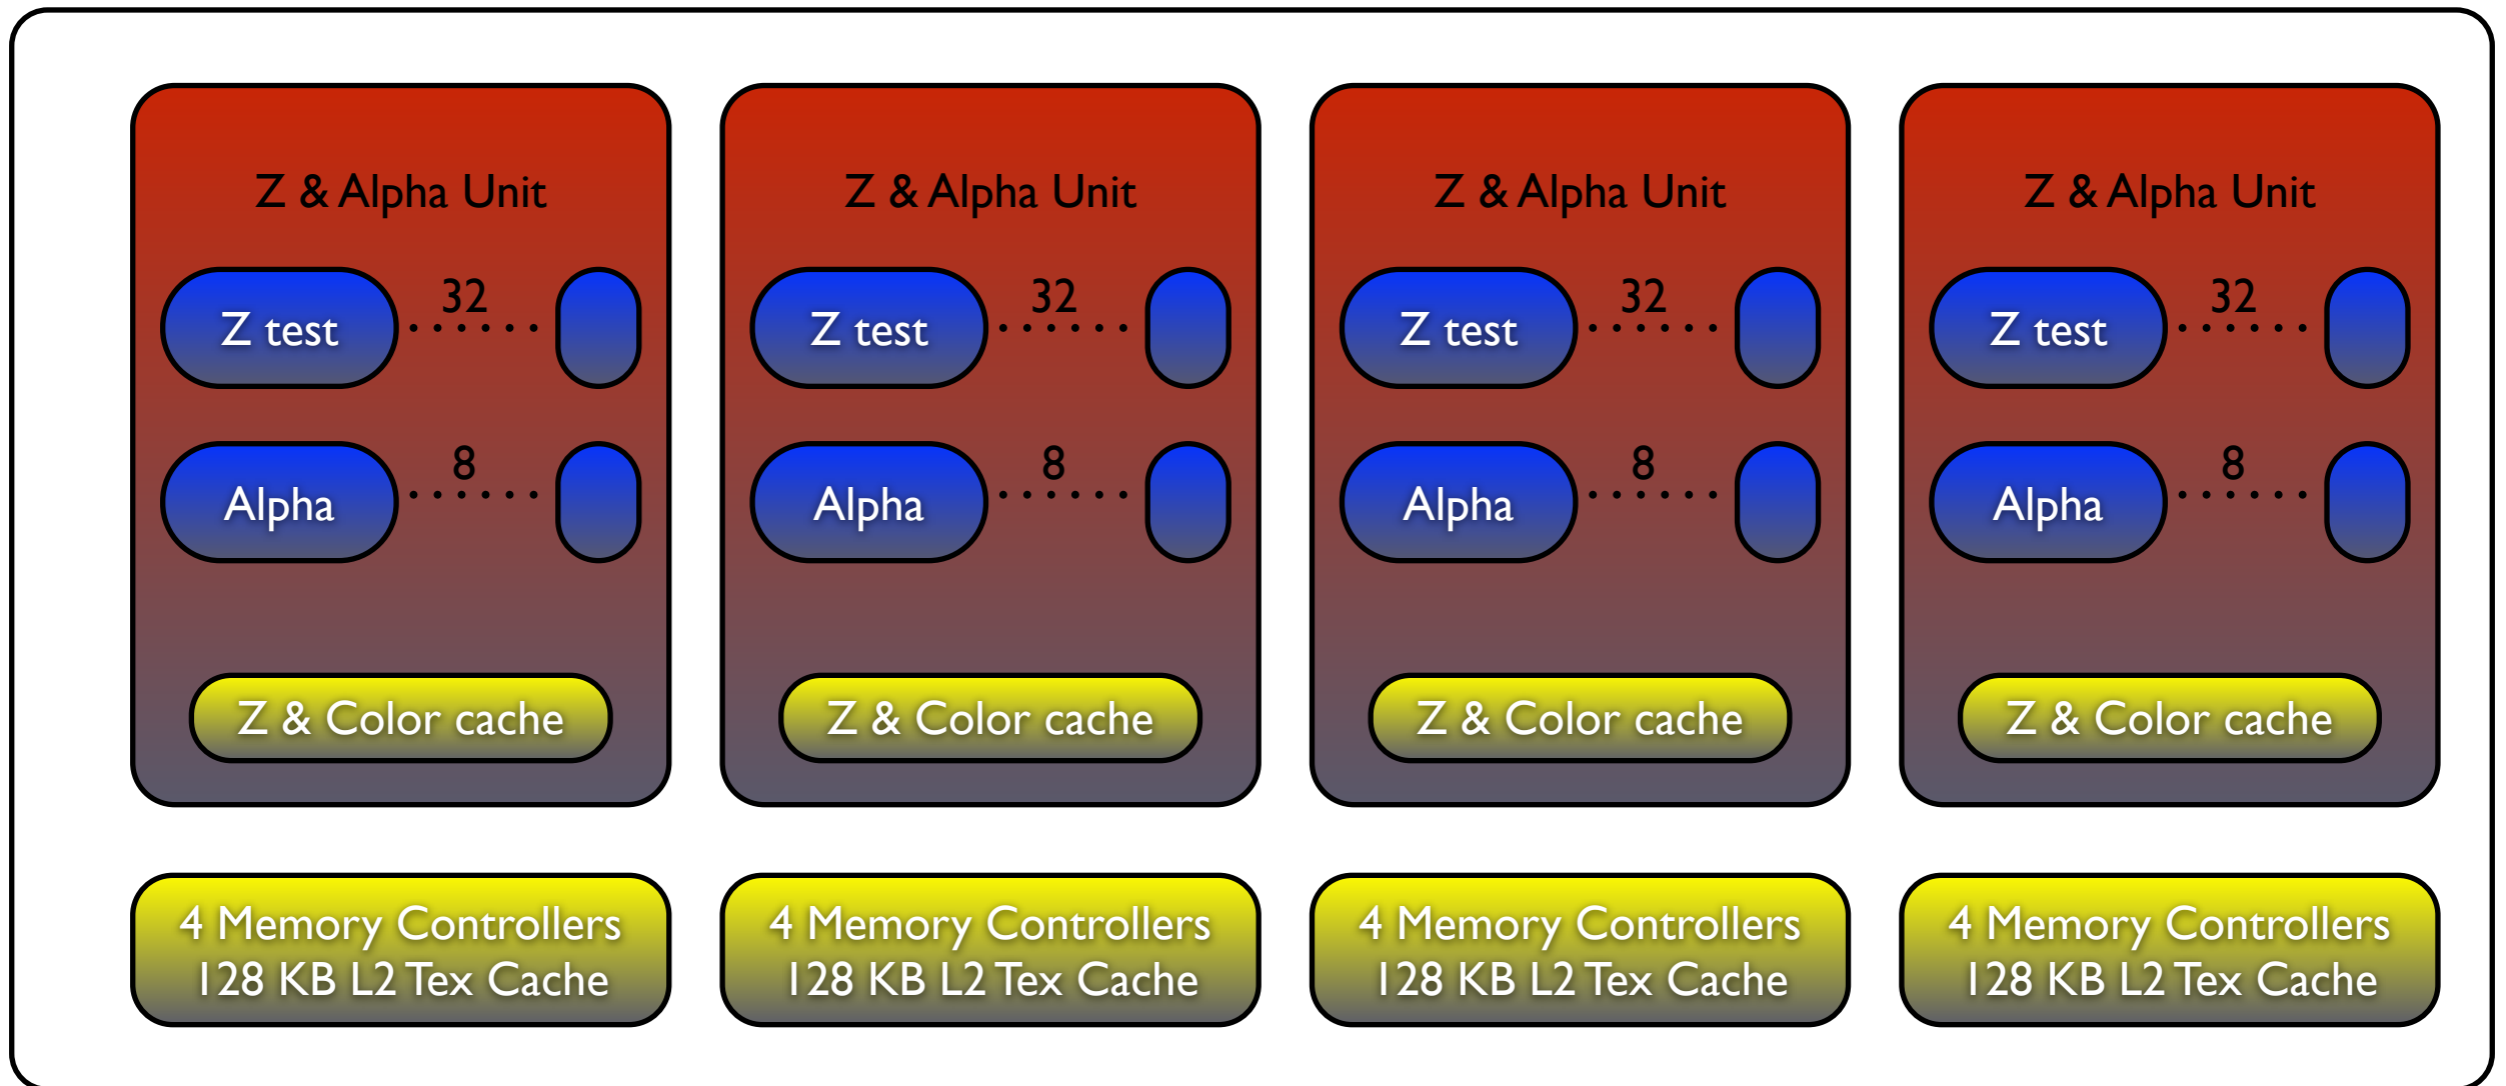 Z & Alpha Unit
Z & Alpha Unit
Z & Alpha Unit
Z & Alpha Unit
Z test
32
Z test
32
Z test
32
Z test
32
Alpha
8
Alpha
8
Alpha
8
Alpha
8
Z & Color cache
Z & Color cache
Z & Color cache
Z & Color cache
4 Memory Controllers
128 KB L2 Tex Cache
4 Memory Controllers
128 KB L2 Tex Cache
4 Memory Controllers
128 KB L2 Tex Cache
4 Memory Controllers
128 KB L2 Tex Cache